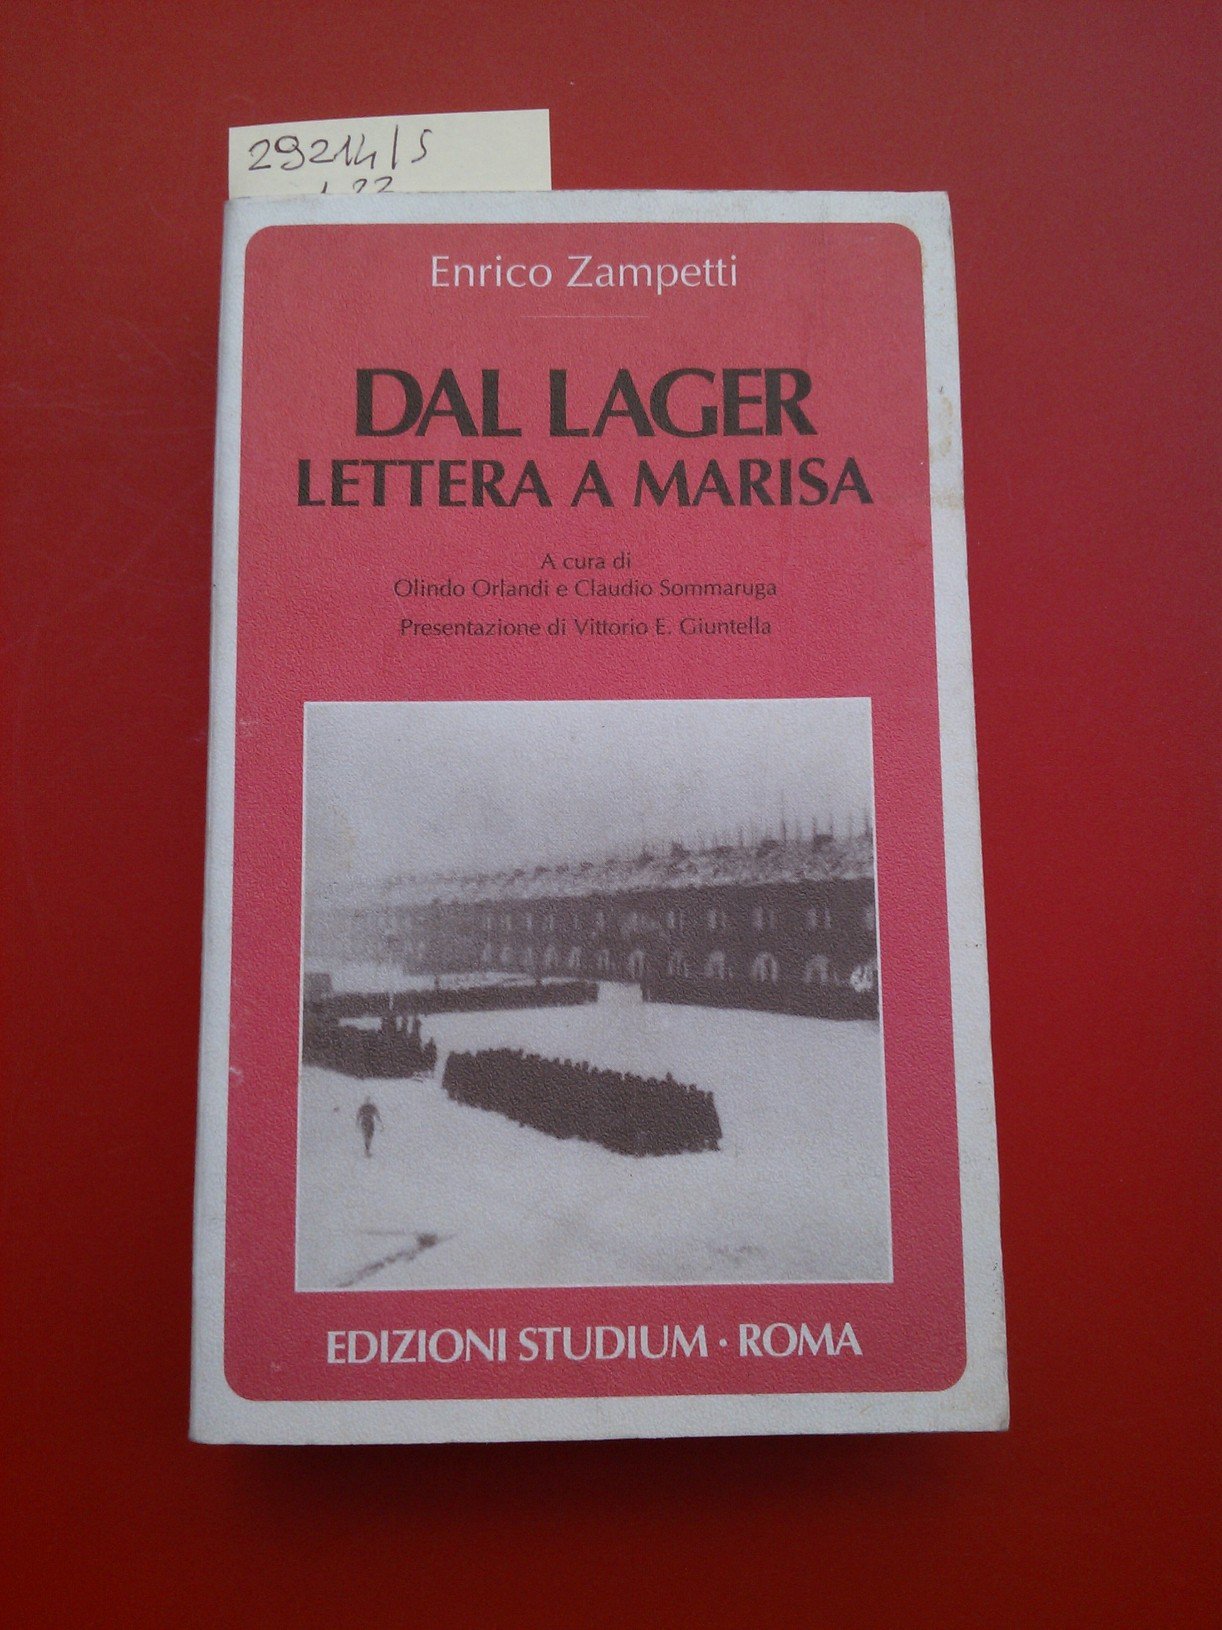 29214/S
Enrico Zampetti
DAL LAGER
LETTERA A MARISA
A cura di
Olindo Orlandi e Claudio Sommaruga
Presentazione di Vittorio E. Giuntella
EDIZIONI STUDIUM · ROMA